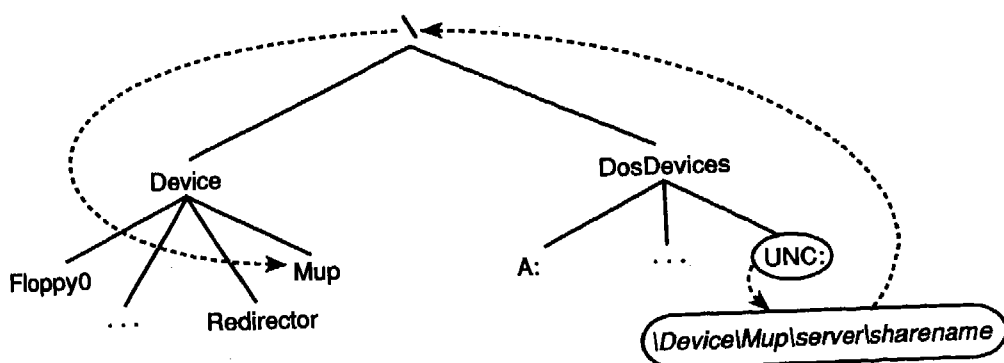 \
Device
DosDevices
Floppy0
. . .
Redirector
Mup
A:
. . .
UNC:
\Device\Mup\server\sharename